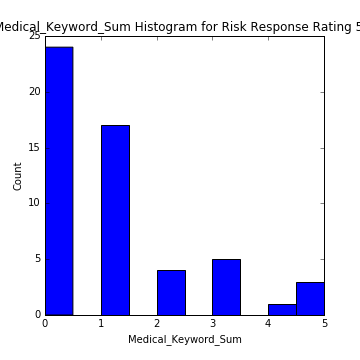 Medical_Keyword_Sum Histogram for Risk Response Rating 5
25
20
15
10
5
0
Count
0 1 2 3 4 5
Medical_Keyword_Sum